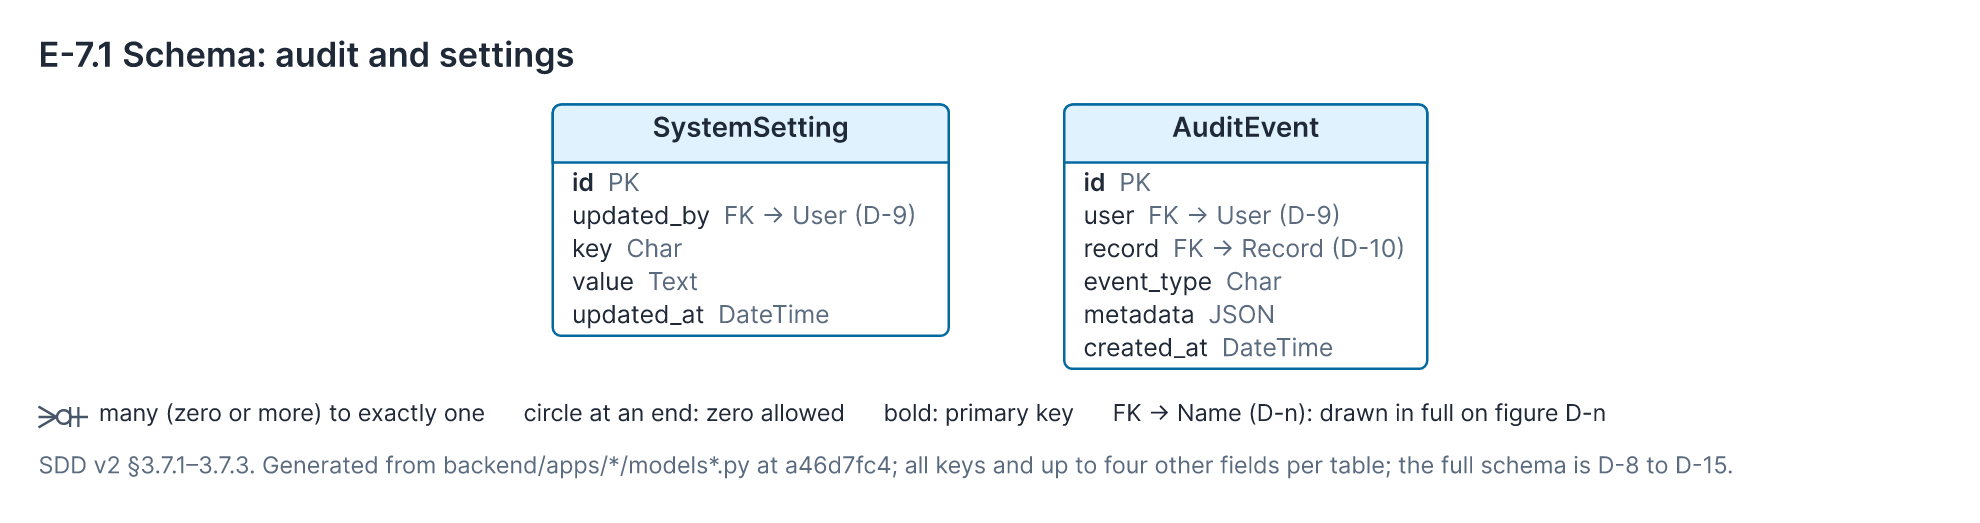 E-7.1 Schema: audit and settings
SystemSetting
id PK
updated_by FK → User (D-9)
key Char
value Text
updated_at DateTime
AuditEvent
id PK
user FK → User (D-9)
record FK → Record (D-10)
event_type Char
metadata JSON
created_at DateTime
many (zero or more) to exactly one circle at an end: zero allowed bold: primary key FK → Name (D-n): drawn in full on figure D-n
SDD v2 §3.7.1–3.7.3. Generated from backend/apps/*/models*.py at a46d7fc4; all keys and up to four other fields per table; the full schema is D-8 to D-15.